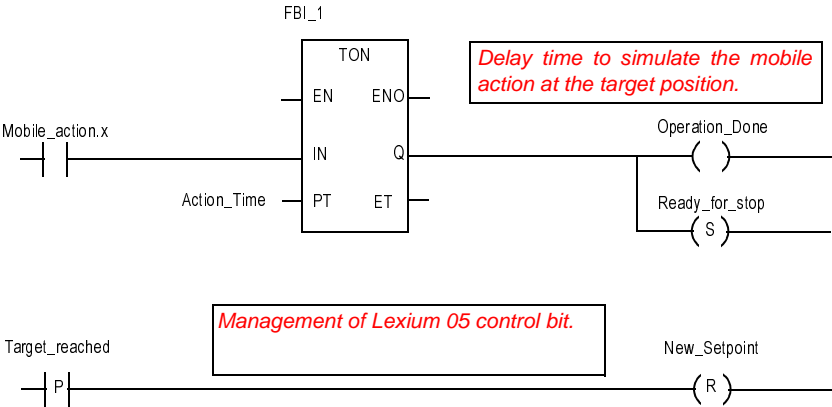 FBI_1
TON
Delay time to simulate the mobile
action at the target position.
EN ENO
Operation_Done
Mobile_action.x
IN Q
Action_Time PT ET
Ready_for_stop
S
Management of Lexium 05 control bit.
Target_reached
New_Setpoint
P R